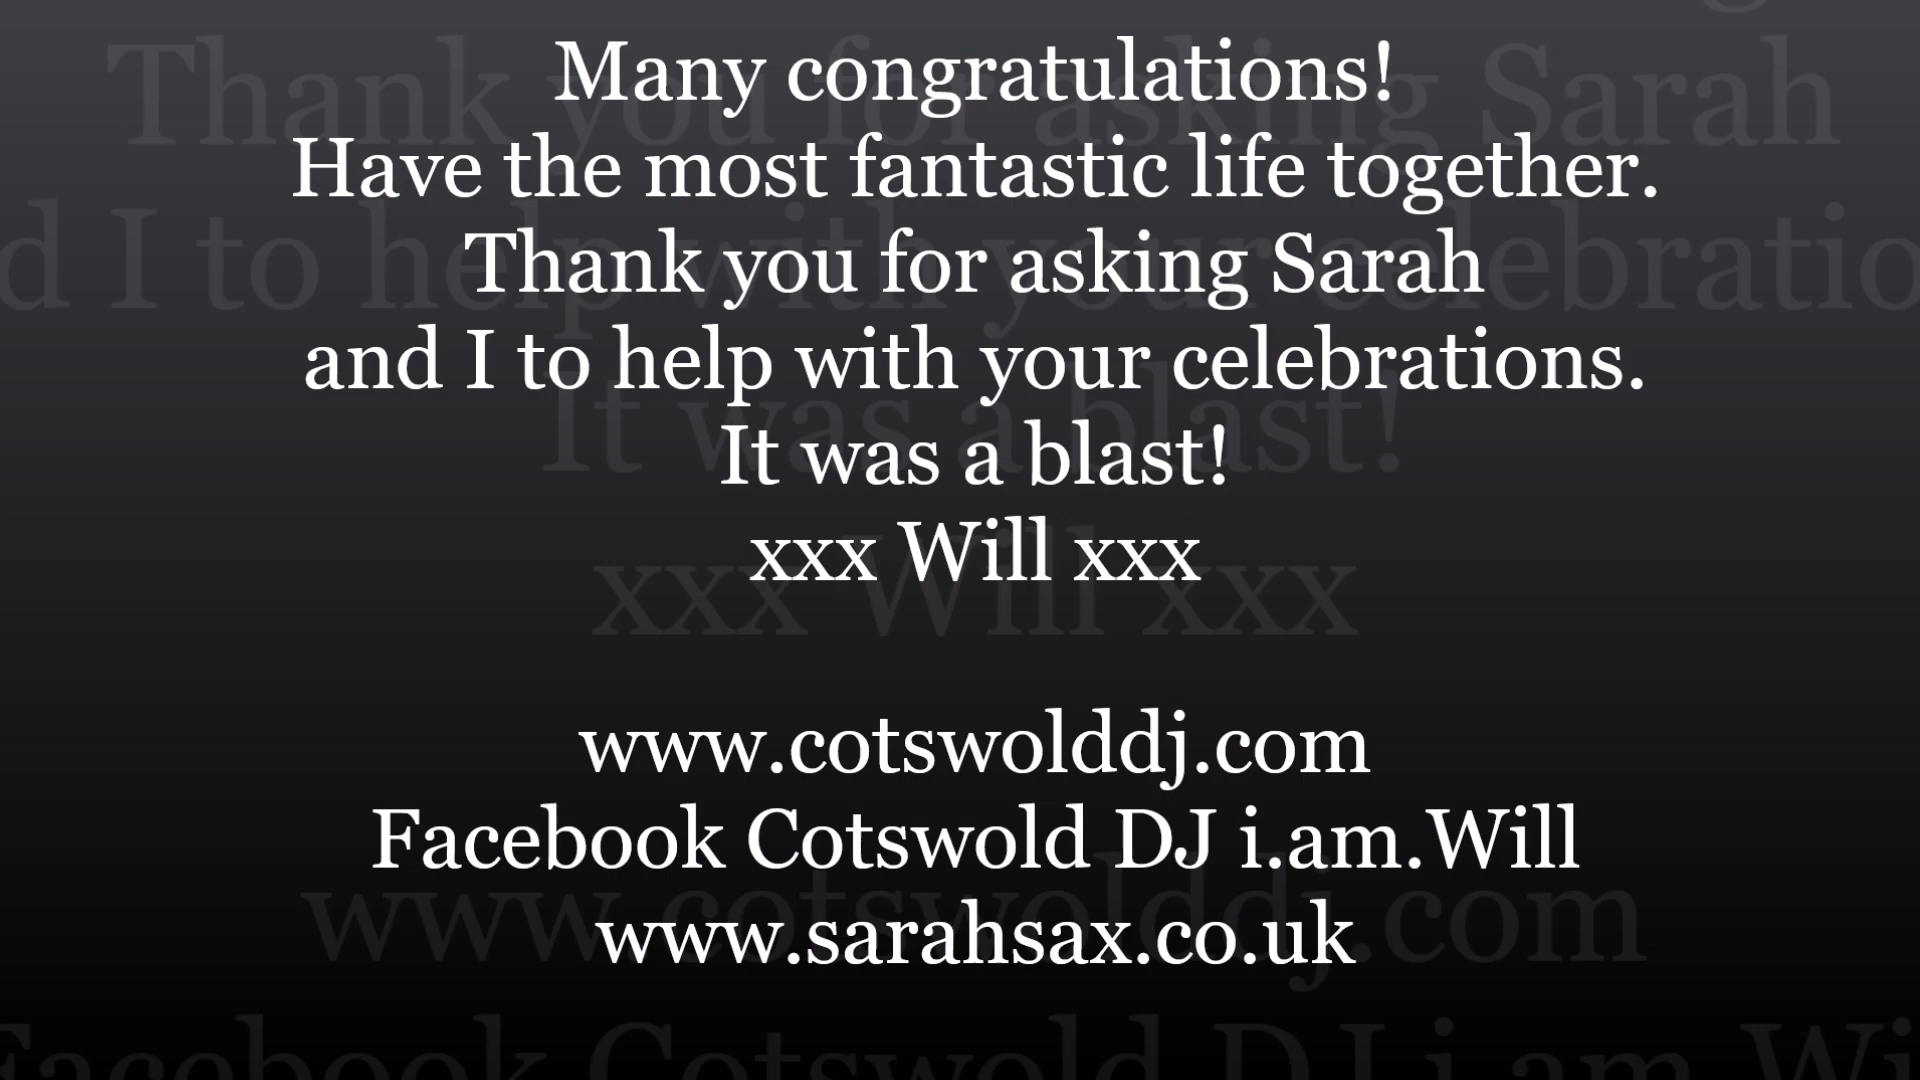 Many congratulations!
Have the most fantastic life together.
Thank you for asking Sarah
and I to help with your celebrations.
It was a blast!
xxx Will xxx
www.cotswolddj.com
Facebook Cotswold DJ i.am.Will
www.sarahsax.co.uk